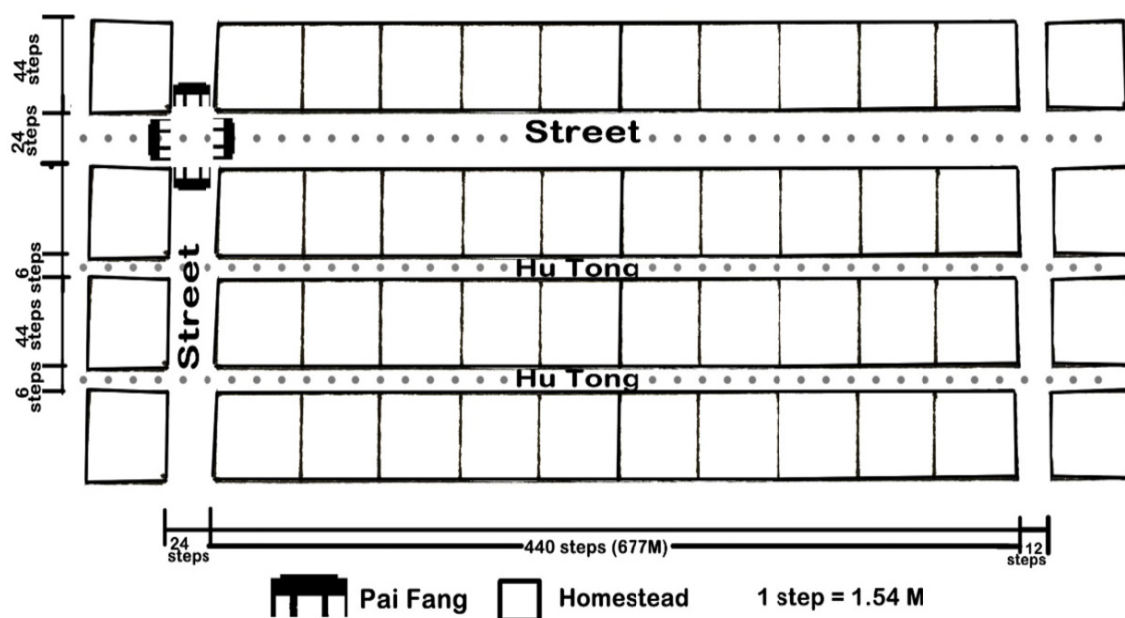 44
steps
24
steps
Street
6 steps
Hu Tong
Street
44 steps
6
steps
Hu Tong
24
steps
440 steps (677M)
12
steps
Pai Fang
Homestead
1 step = 1.54 M